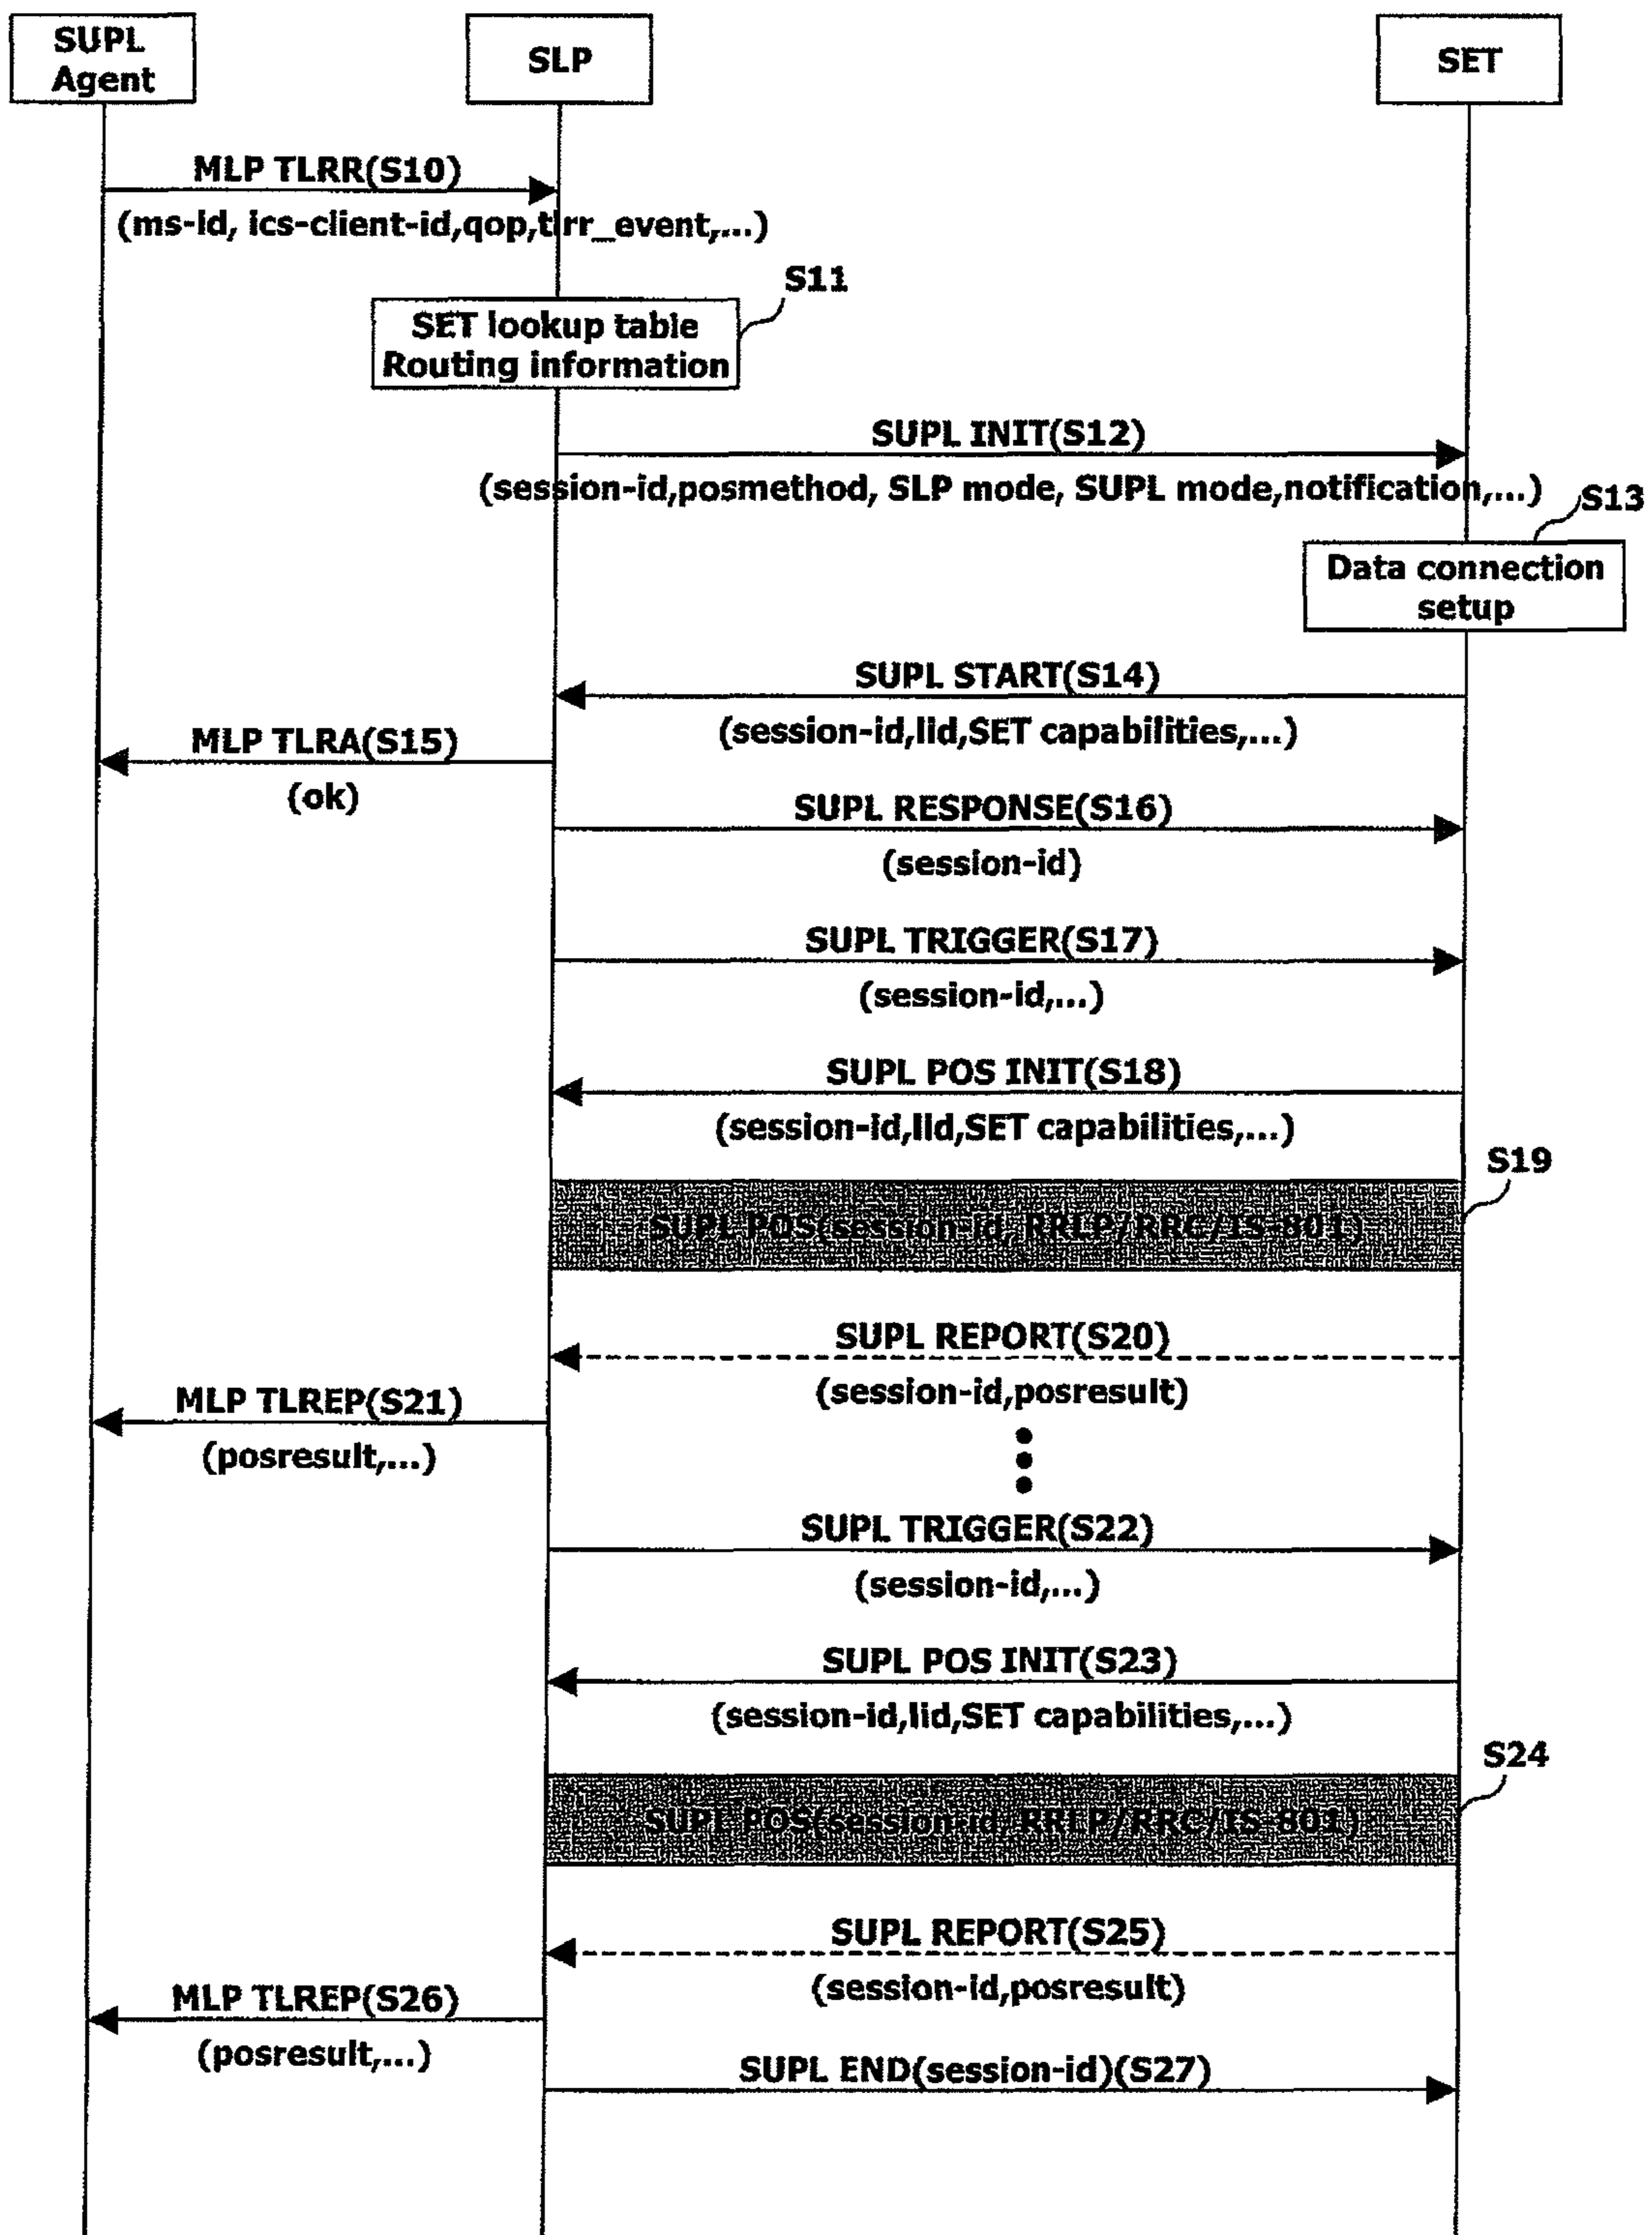 SUPL
Agent
SLP
SET
MLP TLRR(S10)
(ms-id, ics-client-id,qop,tlrr_event,...)
S11
SET lookup table
Routing information
SUPL INIT(S12)
(session-id,posmethod, SLP mode, SUPL mode,notification,...)
S13
Data connection
setup
SUPL START(S14)
(session-id,lid,SET capabilities,...)
MLP TLRA(S15)
(ok)
SUPL RESPONSE(S16)
(session-id)
SUPL TRIGGER(S17)
(session-id,...)
SUPL POS INIT(S18)
(session-id,lid,SET capabilities,...)
S19
SUPL POS(session-id, RRLP/RRC/IS-801)
SUPL REPORT(S20)
(session-id,posresult)
MLP TLREP(S21)
(posresult,...)
SUPL TRIGGER(S22)
(session-id,...)
SUPL POS INIT(S23)
(session-id,lid,SET capabilities,...)
S24
SUPL POS(session-id, RRLP/RRC/IS-801)
SUPL REPORT(S25)
(session-id,posresult)
MLP TLREP(S26)
(posresult,...)
SUPL END(session-id)(S27)